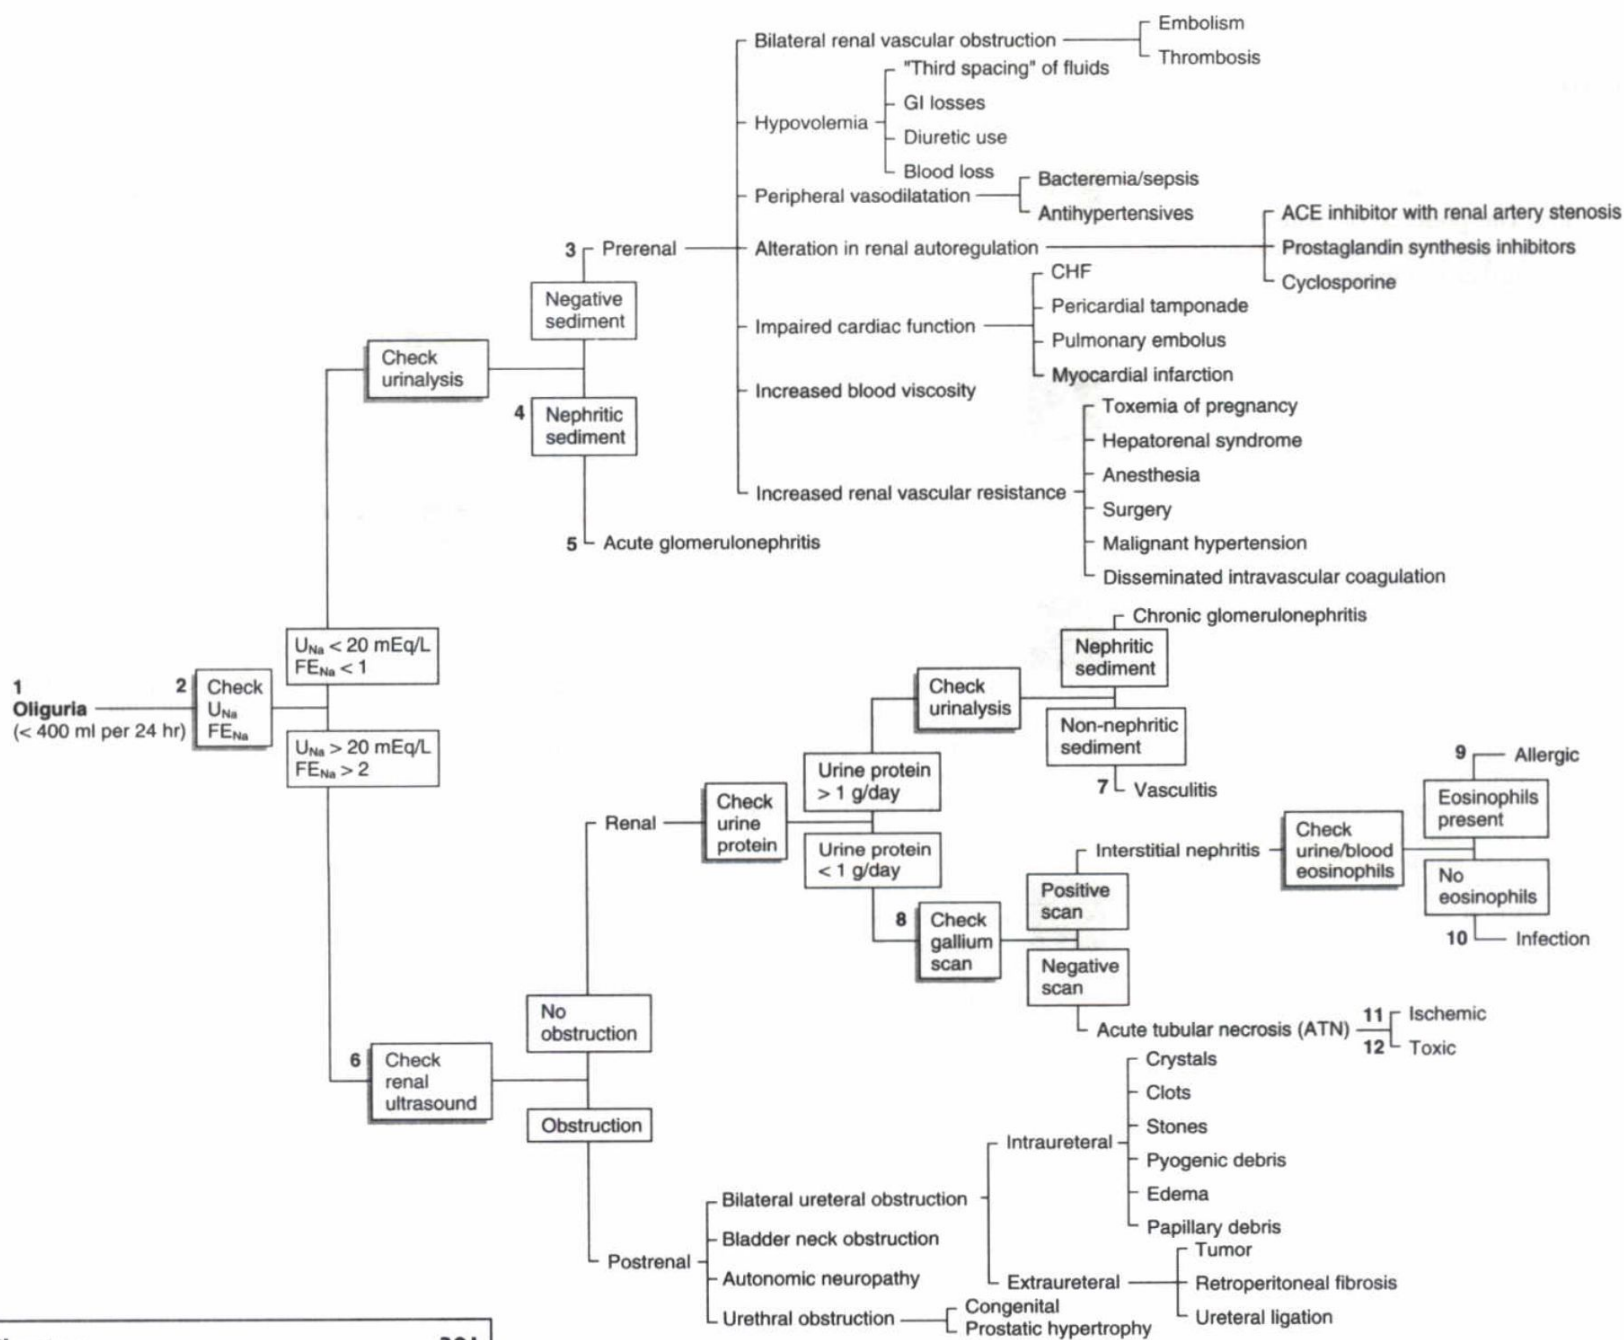 Embolism
Bilateral renal vascular obstruction
Thrombosis
"Third spacing" of fluids
GI losses
Hypovolemia
Diuretic use
Blood loss
Bacteremia/sepsis
Peripheral vasodilatation
Antihypertensives
ACE inhibitor with renal artery stenosis
3 Prerenal
Alteration in renal autoregulation
Prostaglandin synthesis inhibitors
Cyclosporine
CHF
Negative
sediment
Pericardial tamponade
Impaired cardiac function
Pulmonary embolus
Myocardial infarction
Check
urinalysis
Increased blood viscosity
4 Nephritic
sediment
Toxemia of pregnancy
Hepatorenal syndrome
Anesthesia
Increased renal vascular resistance
Surgery
Malignant hypertension
Disseminated intravascular coagulation
5 Acute glomerulonephritis
UNa < 20 mEq/L
FENa < 1
1
Oliguria
(< 400 ml per 24 hr)
2 Check
UNa
FENa
UNa > 20 mEq/L
FENa > 2
Chronic glomerulonephritis
Nephritic
sediment
Check
urinalysis
Non-nephritic
sediment
7 Vasculitis
Urine protein
> 1 g/day
Renal
Check
urine
protein
Urine protein
< 1 g/day
9 Allergic
Eosinophils
present
Interstitial nephritis
Check
urine/blood
eosinophils
No
eosinophils
10 Infection
Positive
scan
8 Check
gallium
scan
Negative
scan
Acute tubular necrosis (ATN)
11 Ischemic
12 Toxic
No
obstruction
6 Check
renal
ultrasound
Obstruction
Crystals
Clots
Stones
Intraureteral
Pyogenic debris
Edema
Papillary debris
Bilateral ureteral obstruction
Bladder neck obstruction
Postrenal
Autonomic neuropathy
Urethral obstruction
Tumor
Extraureteral
Retroperitoneal fibrosis
Ureteral ligation
Congenital
Prostatic hypertrophy